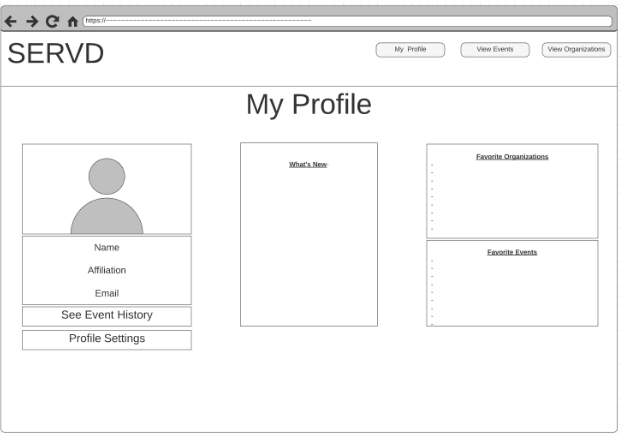 https://
SERVD
My Profile
View Events
View Organizations
My Profile
Name
Affiliation
Email
See Event History
Profile Settings
What's New
Favorite Organizations
-
-
-
-
-
-
-
-
-
Favorite Events
-
-
-
-
-
-
-
-
-